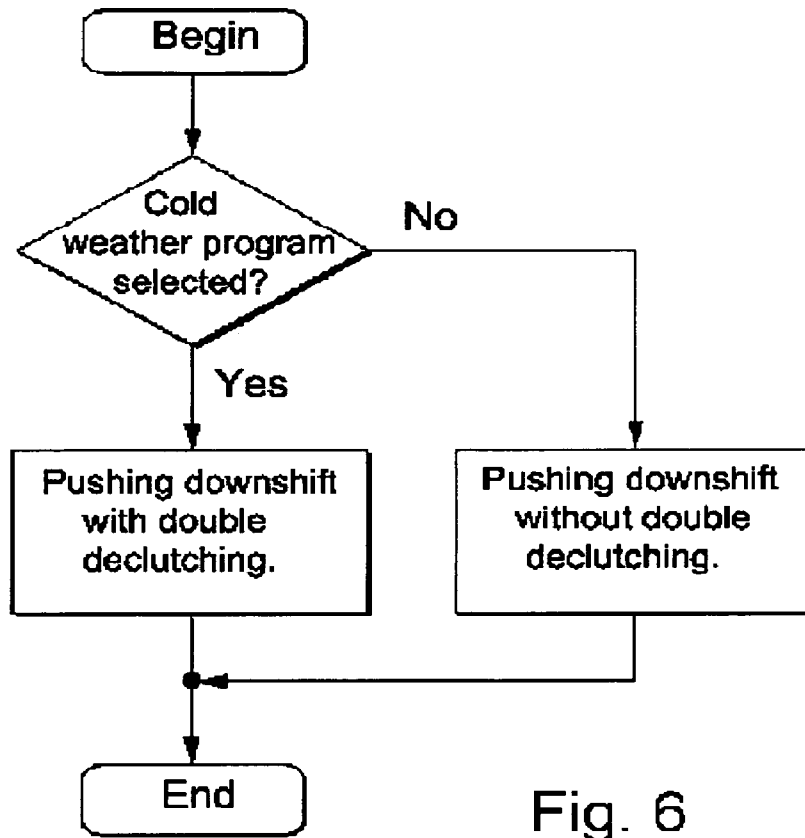 Begin
Cold
weather program
selected?
No
Yes
Pushing downshift
with double
declutching.
Pushing downshift
without double
declutching.
End
Fig. 6